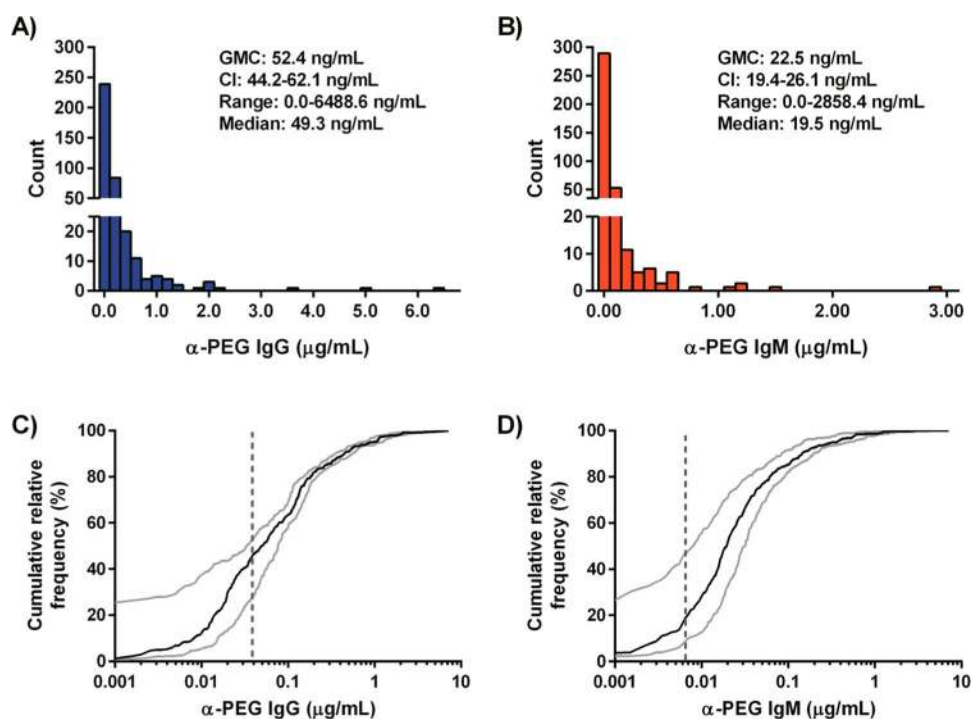 A)
300
250
200
150
100
50
20
10
0
Count
GMC: 52.4 ng/mL
CI: 44.2-62.1 ng/mL
Range: 0.0-6488.6 ng/mL
Median: 49.3 ng/mL
0.0 1.0 2.0 3.0 4.0 5.0 6.0
α-PEG IgG (μg/mL)
B)
300
250
200
150
100
50
20
10
0
Count
GMC: 22.5 ng/mL
CI: 19.4-26.1 ng/mL
Range: 0.0-2858.4 ng/mL
Median: 19.5 ng/mL
0.00 1.00 2.00 3.00
α-PEG IgM (μg/mL)
C)
100
80
60
40
20
0
Cumulative relative
frequency (%)
0.001 0.01 0.1 1 10
α-PEG IgG (μg/mL)
D)
100
80
60
40
20
0
Cumulative relative
frequency (%)
0.001 0.01 0.1 1 10
α-PEG IgM (μg/mL)